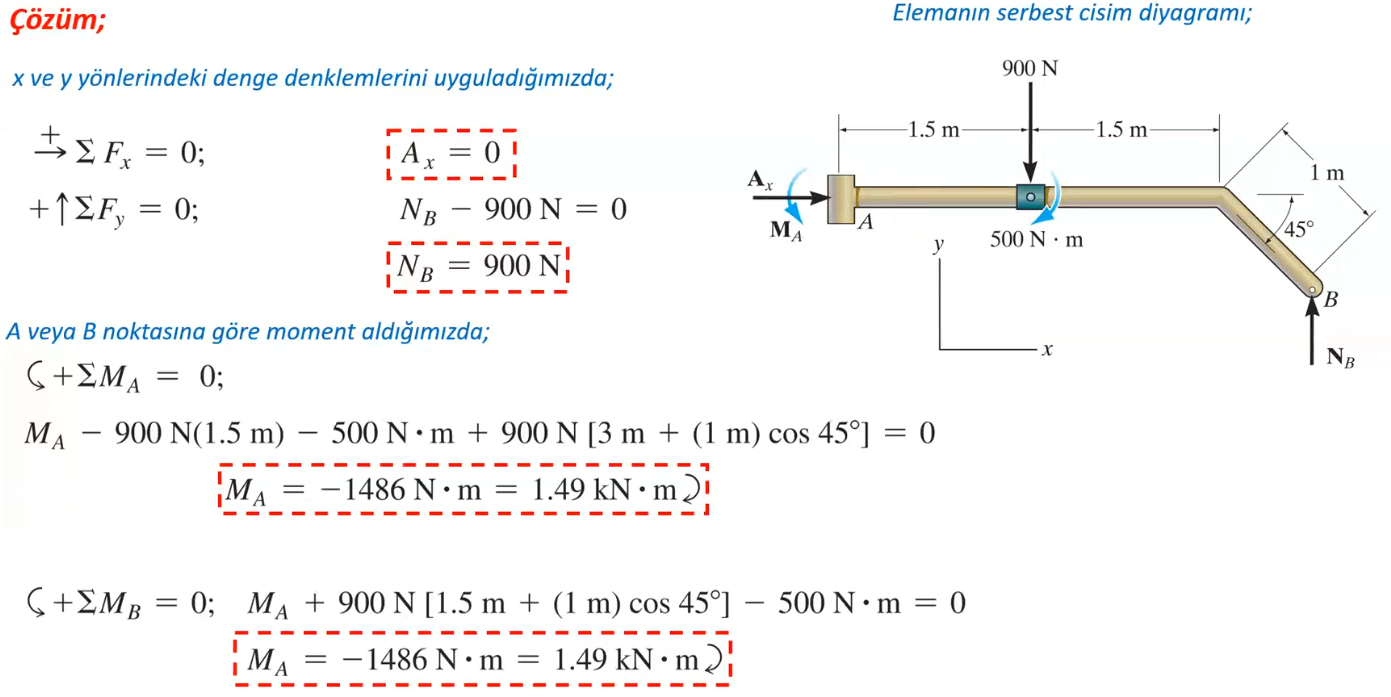 Çözüm;
Elemanın serbest cisim diyagramı;
x ve y yönlerindeki denge denklemlerini uyguladığımızda;
+→ Σ Fₓ = 0; Aₓ = 0
+↑ΣF_y = 0; N_B − 900 N = 0
N_B = 900 N
900 N
1.5 m 1.5 m
1 m
Aₓ
M_A
A
500 N · m
45°
y
x
B
N_B
A veya B noktasına göre moment aldığımızda;
⤹+ΣM_A = 0;
M_A − 900 N(1.5 m) − 500 N·m + 900 N [3 m + (1 m) cos 45°] = 0
M_A = −1486 N·m = 1.49 kN·m⤸
⤹+ΣM_B = 0; M_A + 900 N [1.5 m + (1 m) cos 45°] − 500 N·m = 0
M_A = −1486 N·m = 1.49 kN·m⤸